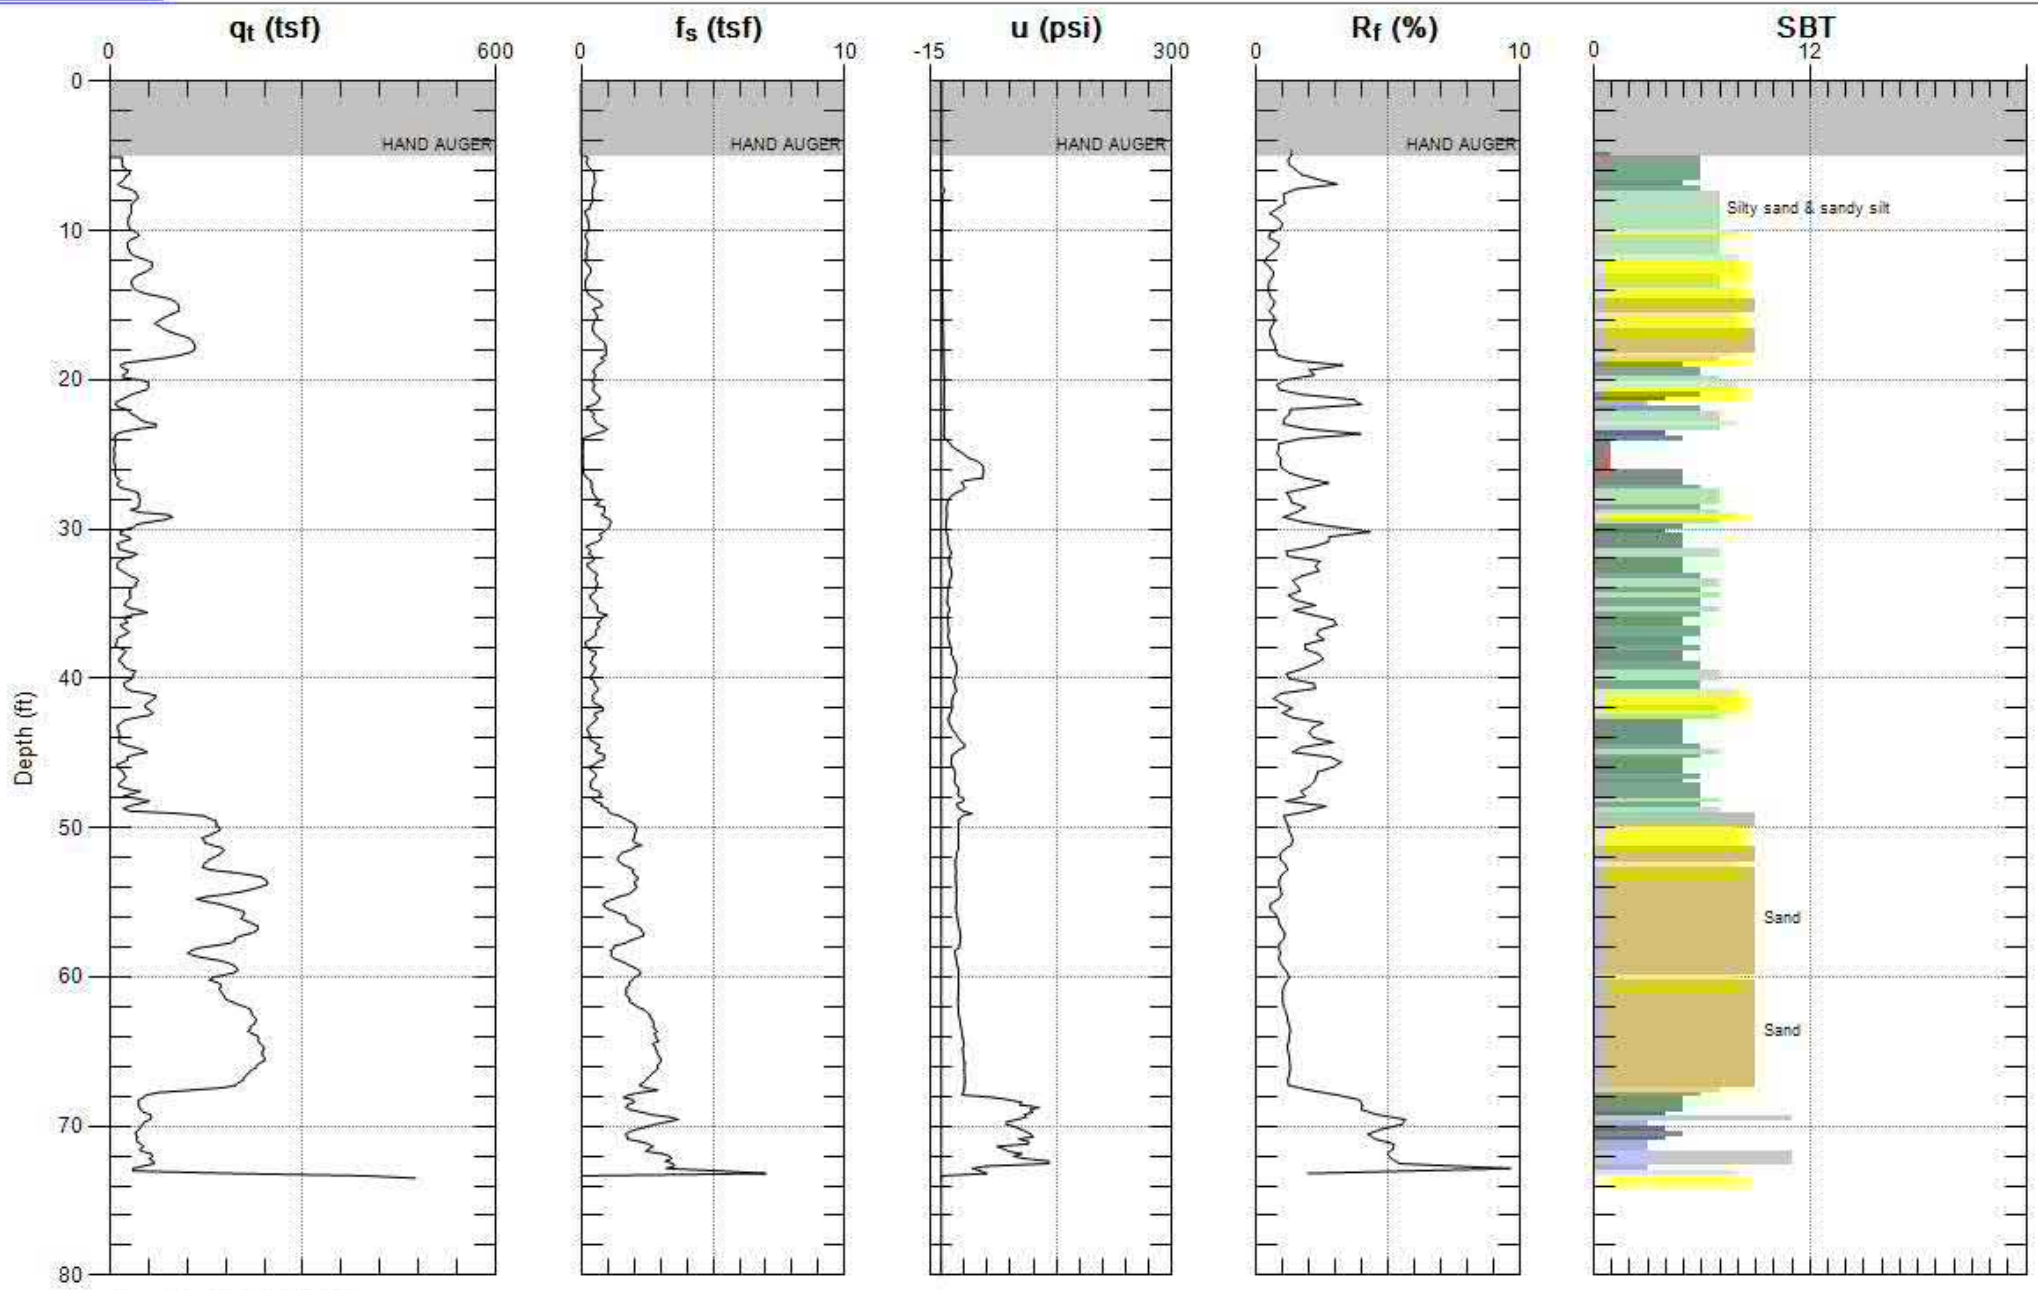 qt (tsf) fs (tsf) u (psi) Rf (%) SBT
0 600 0 10 -15 300 0 10 0 12
0
HAND AUGER HAND AUGER HAND AUGER HAND AUGER
Silty sand & sandy silt
10
20
30
40
Depth (ft)
50
Sand
60
Sand
70
80